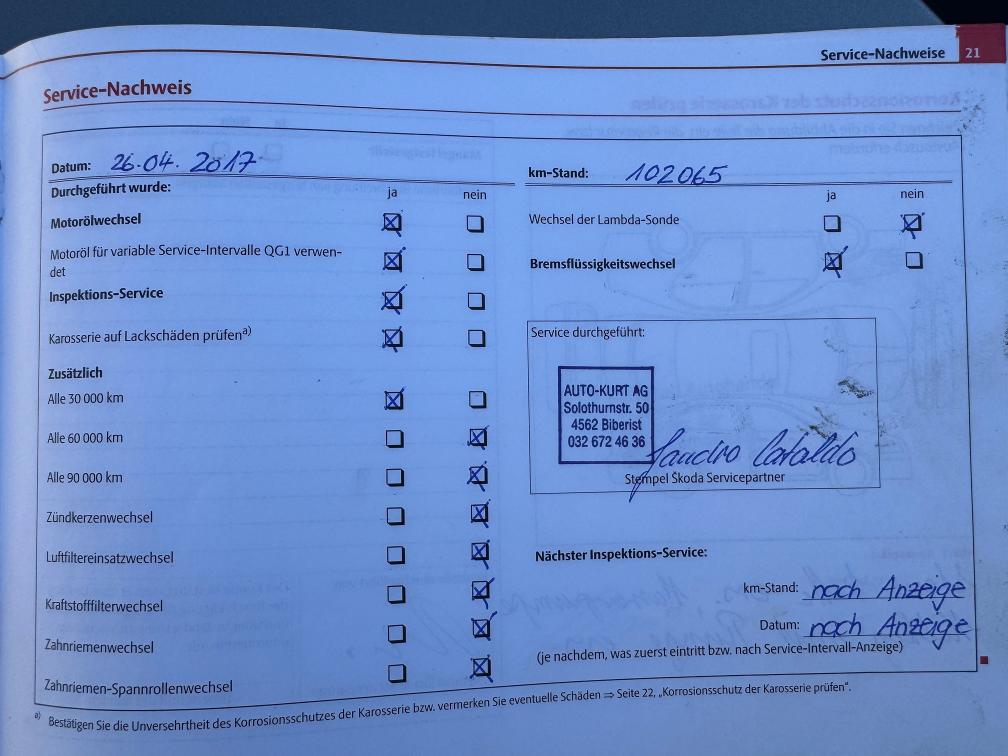 Service-Nachweise 21
Service-Nachweis
Datum: 26.04.2017
km-Stand: 102065
Durchgeführt wurde: ja nein
ja nein
Motorölwechsel
Wechsel der Lambda-Sonde
Motoröl für variable Service-Intervalle QG1 verwen-
det
Bremsflüssigkeitswechsel
Inspektions-Service
Karosserie auf Lackschäden prüfen a)
Zusätzlich
Alle 30 000 km
Alle 60 000 km
Alle 90 000 km
Zündkerzenwechsel
Luftfiltereinsatzwechsel
Kraftstofffilterwechsel
Zahnriemenwechsel
Zahnriemen-Spannrollenwechsel
Service durchgeführt:
AUTO-KURT AG
Solothurnstr. 50
4562 Biberist
032 672 46 36
Sandro Cataldo
Stempel Škoda Servicepartner
Nächster Inspektions-Service:
km-Stand: nach Anzeige
Datum: nach Anzeige
(je nachdem, was zuerst eintritt bzw. nach Service-Intervall-Anzeige)
a) Bestätigen Sie die Unversehrtheit des Korrosionsschutzes der Karosserie bzw. vermerken Sie eventuelle Schäden ⇒ Seite 22, „Korrosionsschutz der Karosserie prüfen“.